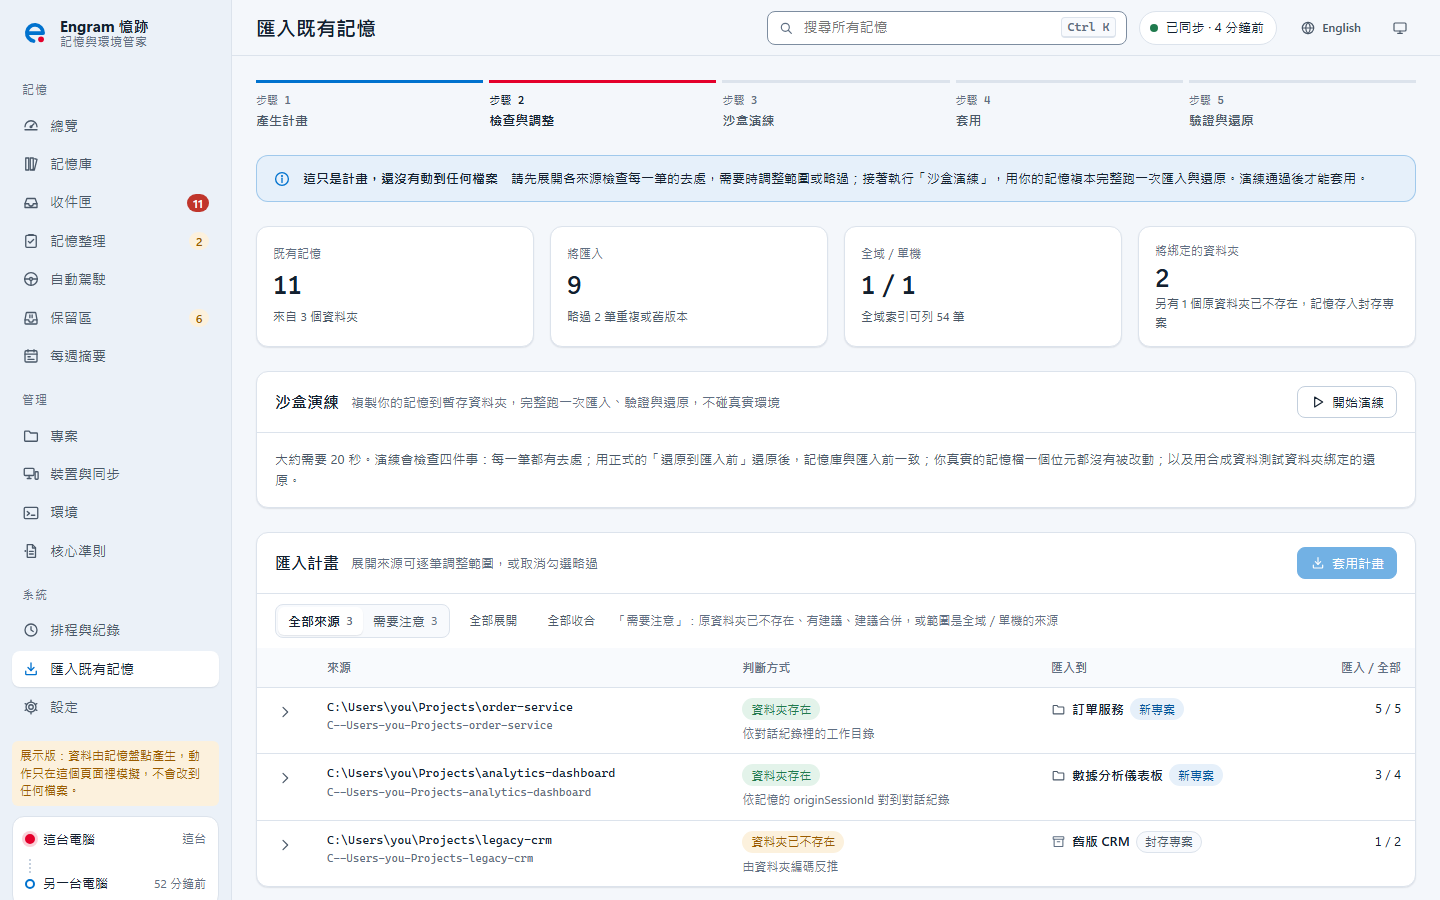 Engram 憶跡
記憶與環境管家
記憶
總覽
記憶庫
收件匣 11
記憶整理 2
自動駕駛
保留區 6
每週摘要
管理
專案
裝置與同步
環境
核心準則
系統
排程與紀錄
匯入既有記憶
設定
展示版：資料由記憶盤點產生，動
作只在這個頁面裡模擬，不會改到
任何檔案。
這台電腦 這台
另一台電腦 52 分鐘前
匯入既有記憶
搜尋所有記憶 Ctrl K
已同步 · 4 分鐘前
English
步驟 1
產生計畫
步驟 2
檢查與調整
步驟 3
沙盒演練
步驟 4
套用
步驟 5
驗證與還原
這只是計畫，還沒有動到任何檔案 請先展開各來源檢查每一筆的去處，需要時調整範圍或略過；接著執行「沙盒演練」，用你的記憶複本完整跑一次匯入與還原。演練通過後才能套用。
既有記憶
11
來自 3 個資料夾
將匯入
9
略過 2 筆重複或舊版本
全域 / 單機
1 / 1
全域索引可列 54 筆
將綁定的資料夾
2
另有 1 個原資料夾已不存在，記憶存入封存專
案
沙盒演練 複製你的記憶到暫存資料夾，完整跑一次匯入、驗證與還原，不碰真實環境
開始演練
大約需要 20 秒。演練會檢查四件事：每一筆都有去處；用正式的「還原到匯入前」還原後，記憶庫與匯入前一致；你真實的記憶檔一個位元都沒有被改動；以及用合成資料測試資料夾綁定的還
原。
匯入計畫 展開來源可逐筆調整範圍，或取消勾選略過
套用計畫
全部來源 3 需要注意 3 全部展開 全部收合 「需要注意」：原資料夾已不存在、有建議、建議合併，或範圍是全域 / 單機的來源
來源 判斷方式 匯入到 匯入 / 全部
C:\Users\you\Projects\order-service 資料夾存在 訂單服務 新專案 5 / 5
C--Users-you-Projects-order-service 依對話紀錄裡的工作目錄
C:\Users\you\Projects\analytics-dashboard 資料夾存在 數據分析儀表板 新專案 3 / 4
C--Users-you-Projects-analytics-dashboard 依記憶的 originSessionId 對到對話紀錄
C:\Users\you\Projects\legacy-crm 資料夾已不存在 舊版 CRM 封存專案 1 / 2
C--Users-you-Projects-legacy-crm 由資料夾編碼反推